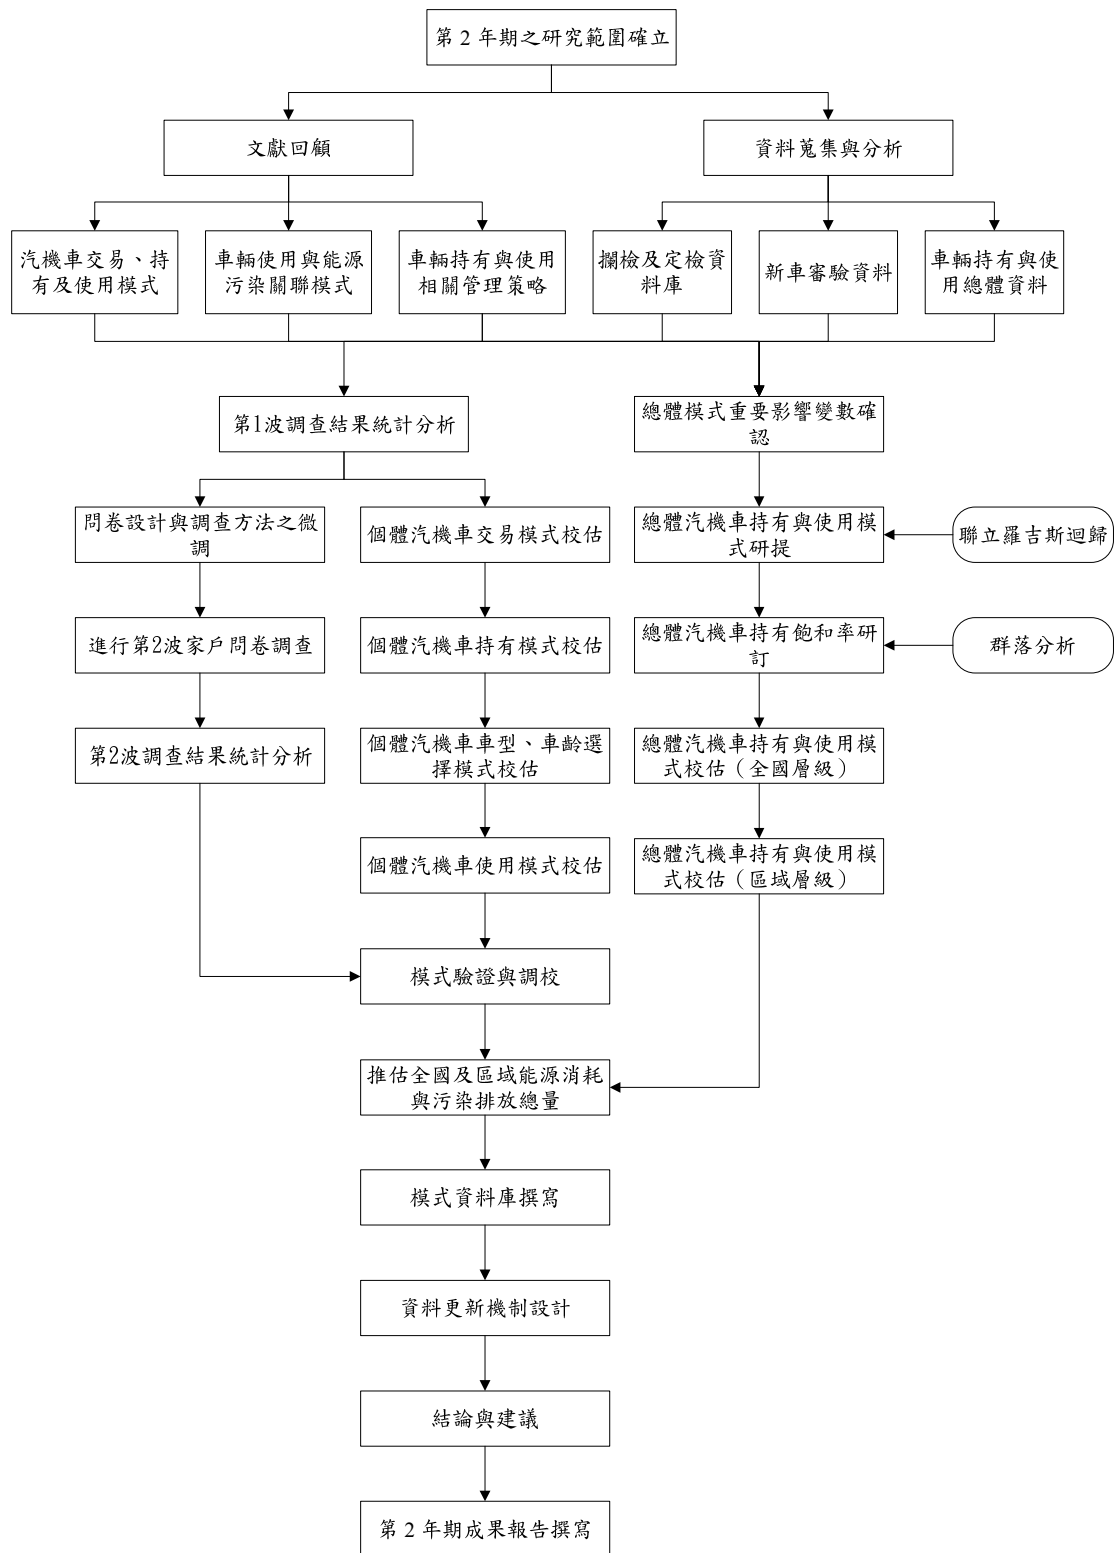 第 2 年期之研究範圍確立
文獻回顧
資料蒐集與分析
汽機車交易、持
有及使用模式
車輛使用與能源
污染關聯模式
車輛持有與使用
相關管理策略
攔檢及定檢資
料庫
新車審驗資料
車輛持有與使
用總體資料
第1波調查結果統計分析
總體模式重要影響變數確
認
問卷設計與調查方法之微
調
個體汽機車交易模式校估
總體汽機車持有與使用模
式研提
聯立羅吉斯迴歸
進行第2波家戶問卷調查
個體汽機車持有模式校估
總體汽機車持有飽和率研
訂
群落分析
第2波調查結果統計分析
個體汽機車車型、車齡選
擇模式校估
總體汽機車持有與使用模
式校估（全國層級）
個體汽機車使用模式校估
總體汽機車持有與使用模
式校估（區域層級）
模式驗證與調校
推估全國及區域能源消耗
與污染排放總量
模式資料庫撰寫
資料更新機制設計
結論與建議
第 2 年期成果報告撰寫